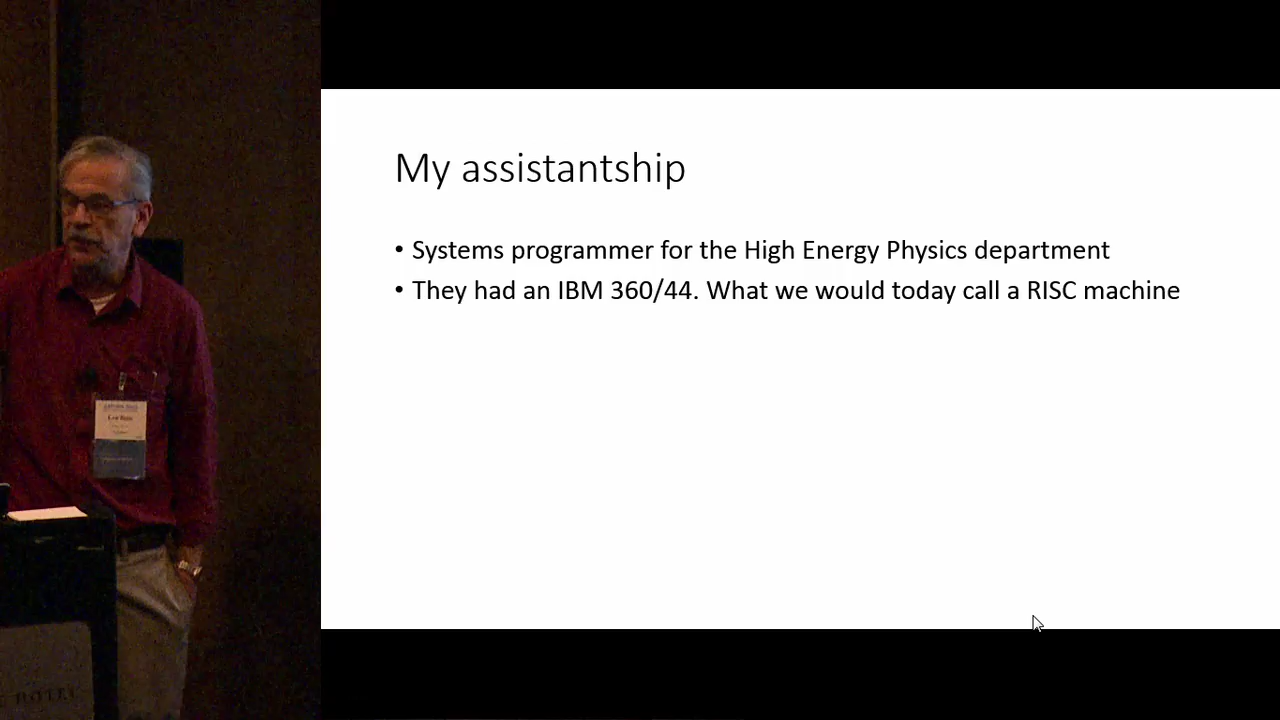 My assistantship
• Systems programmer for the High Energy Physics department
• They had an IBM 360/44. What we would today call a RISC machine
HOTEL